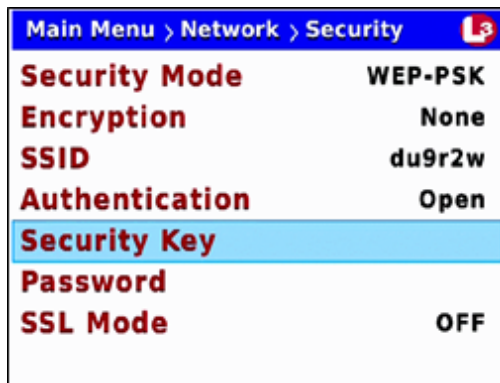 Main Menu > Network > Security L3
Security Mode WEP-PSK
Encryption None
SSID du9r2w
Authentication Open
Security Key
Password
SSL Mode OFF